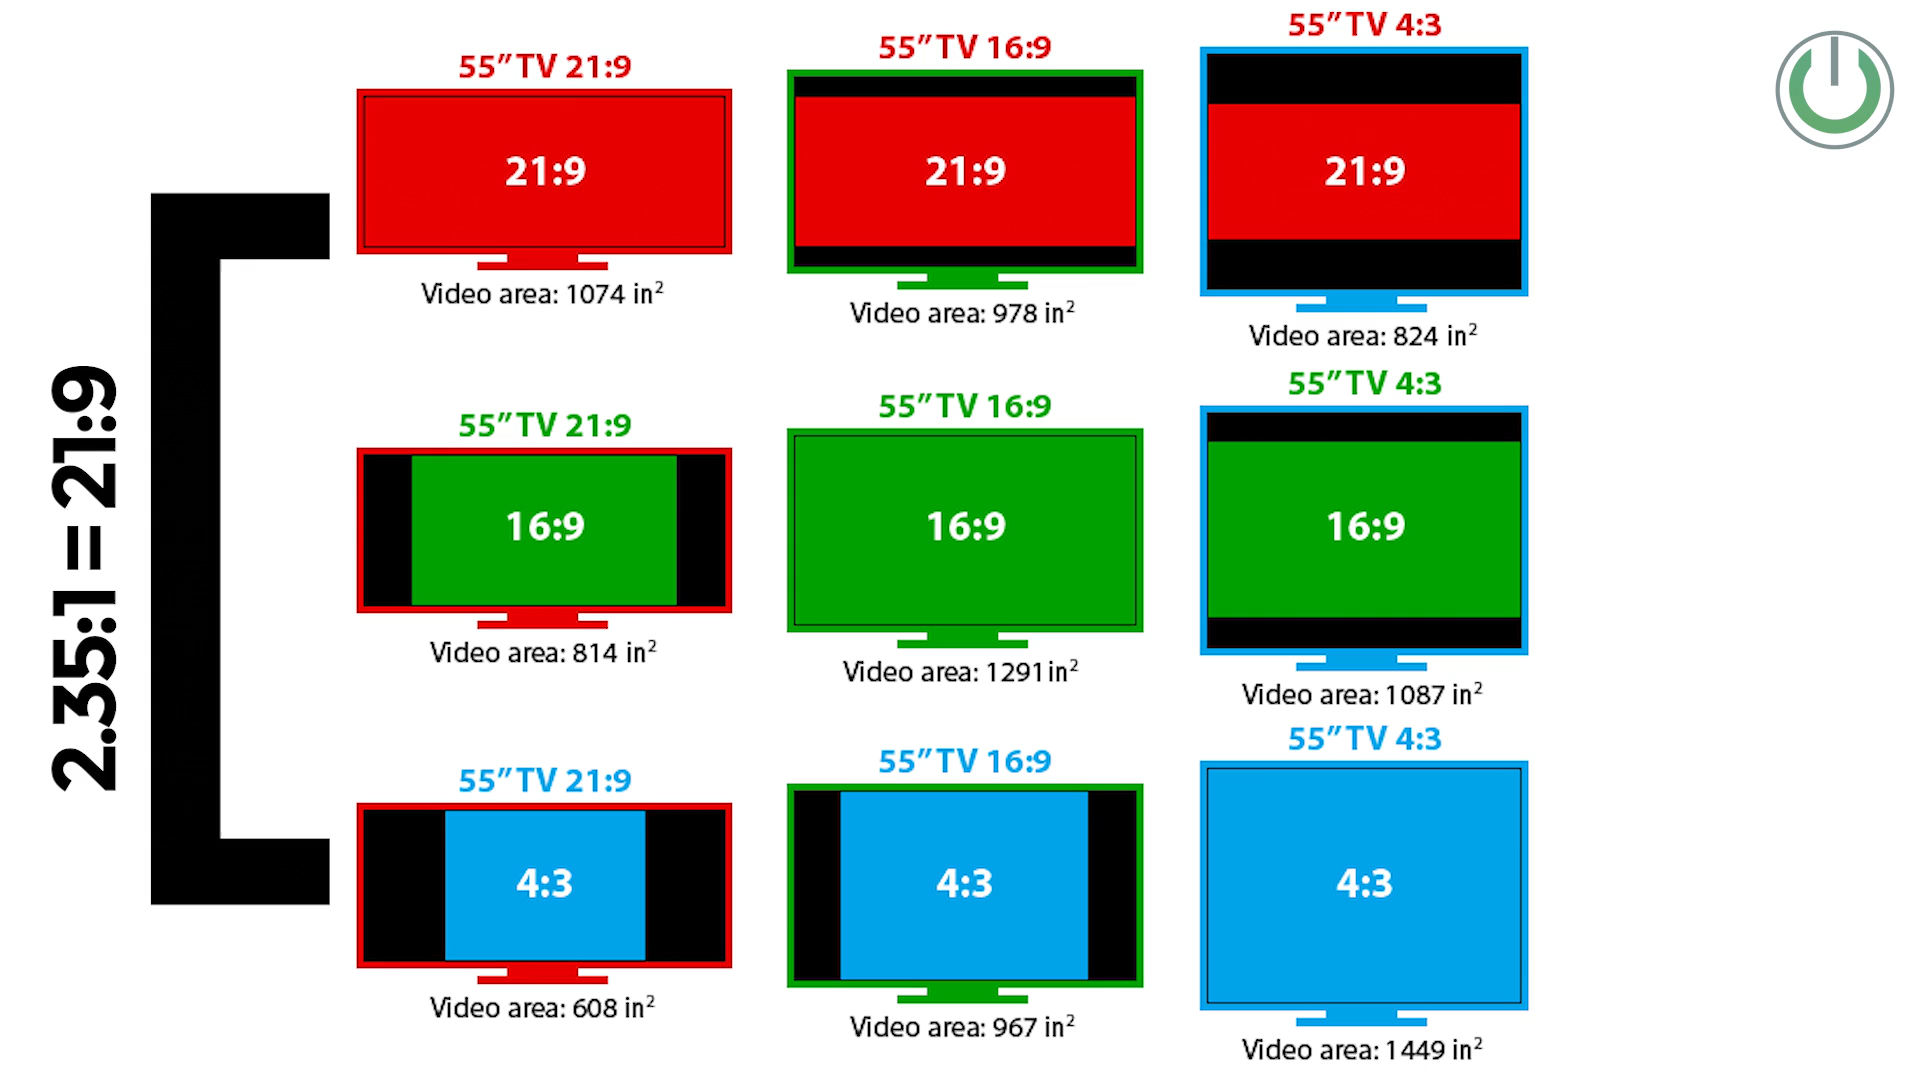 2.35:1 = 21:9
55" TV 21:9
21:9
Video area: 1074 in²
55" TV 16:9
21:9
Video area: 978 in²
55" TV 4:3
21:9
Video area: 824 in²
55" TV 21:9
16:9
Video area: 814 in²
55" TV 16:9
16:9
Video area: 1291 in²
55" TV 4:3
16:9
Video area: 1087 in²
55" TV 21:9
4:3
Video area: 608 in²
55" TV 16:9
4:3
Video area: 967 in²
55" TV 4:3
4:3
Video area: 1449 in²